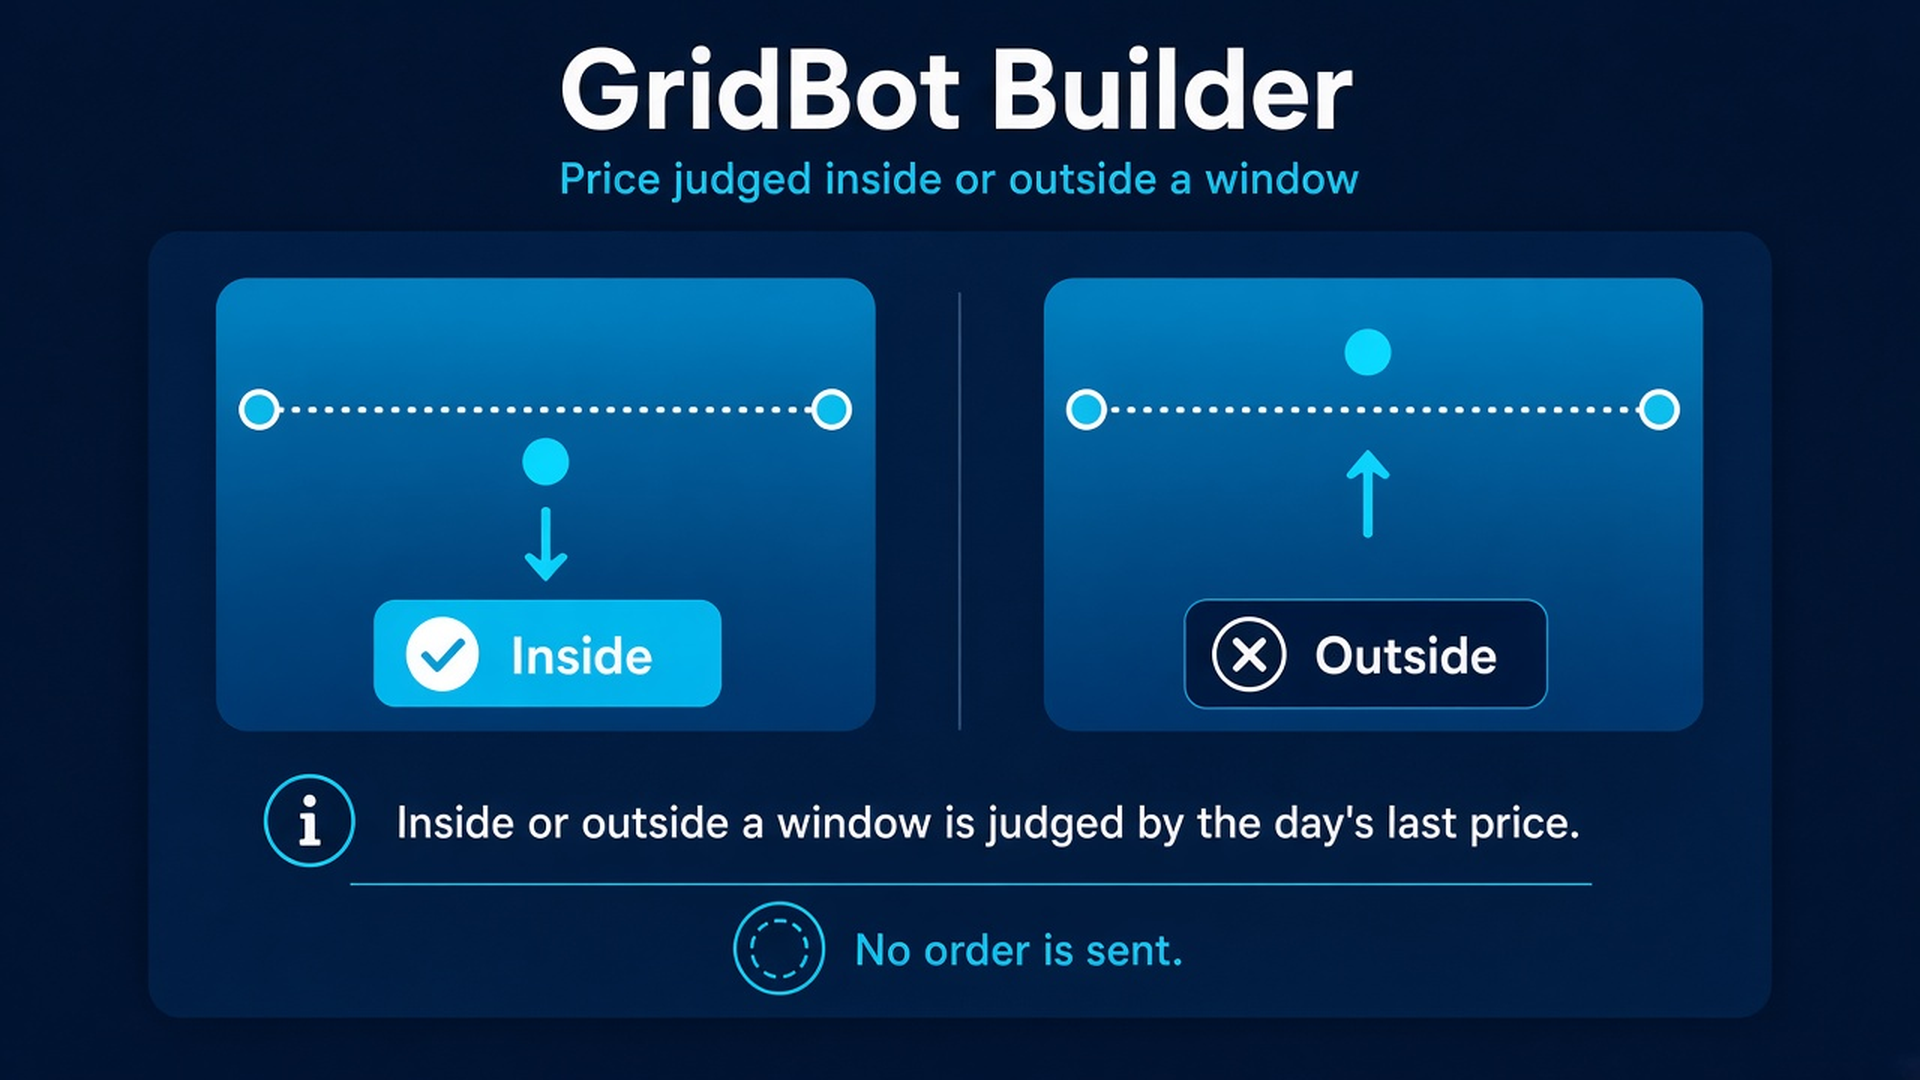 GridBot Builder
Price judged inside or outside a window
Inside
Outside
Inside or outside a window is judged by the day's last price.
No order is sent.